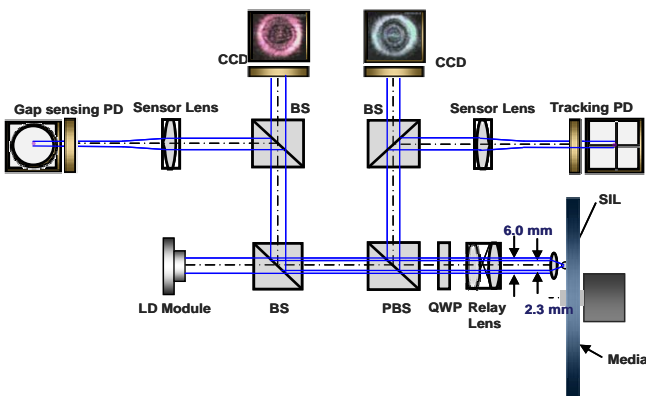 CCD
CCD
Gap sensing PD
Sensor Lens
BS
BS
Sensor Lens
Tracking PD
SIL
6.0 mm
LD Module
BS
PBS
QWP
Relay
Lens
2.3 mm
Media